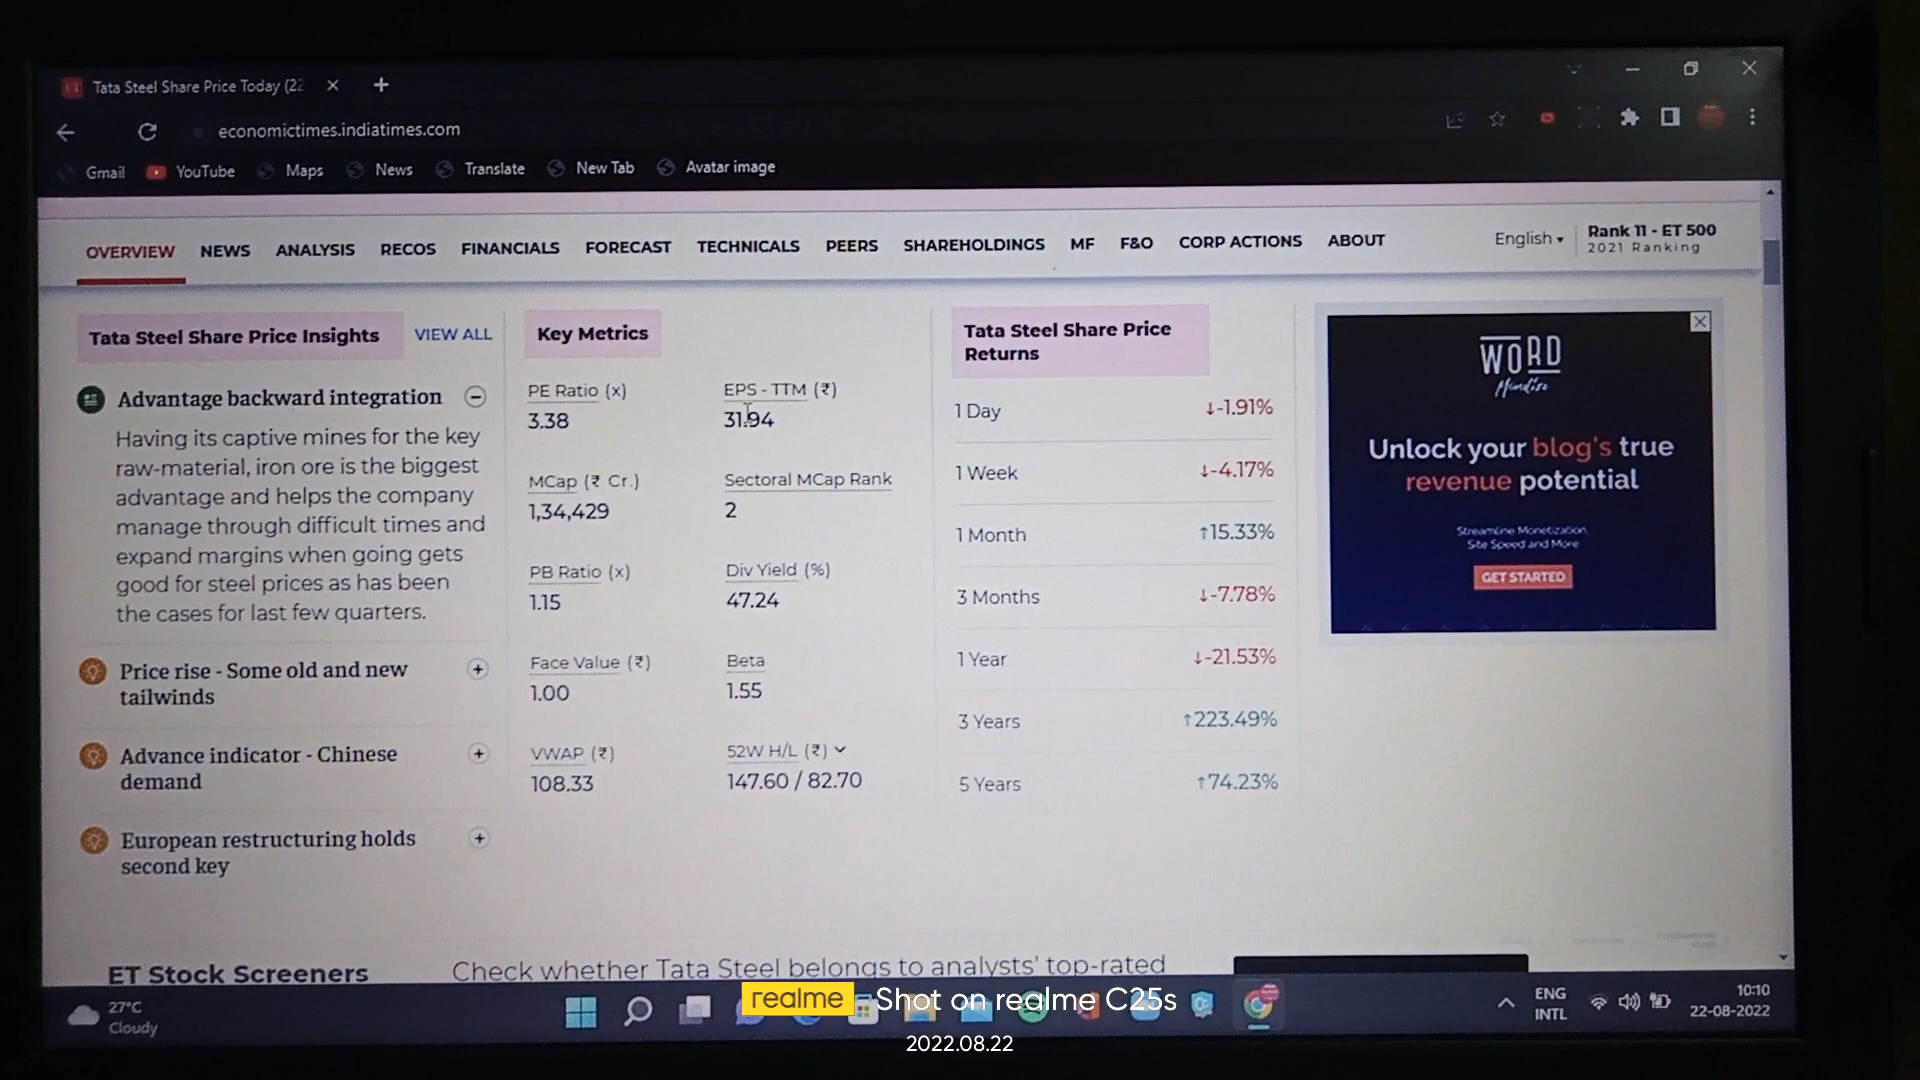 Tata Steel Share Price Today (22
economictimes.indiatimes.com
Gmail YouTube Maps News Translate New Tab Avatar image
OVERVIEW NEWS ANALYSIS RECOS FINANCIALS FORECAST TECHNICALS PEERS SHAREHOLDINGS MF F&O CORP ACTIONS ABOUT
English
Rank 11 - ET 500
2021 Ranking
Tata Steel Share Price Insights VIEW ALL
Advantage backward integration
Having its captive mines for the key
raw-material, iron ore is the biggest
advantage and helps the company
manage through difficult times and
expand margins when going gets
good for steel prices as has been
the cases for last few quarters.
Price rise - Some old and new
tailwinds
Advance indicator - Chinese
demand
European restructuring holds
second key
Key Metrics
PE Ratio (x) EPS - TTM (₹)
3.38 31.94
MCap (₹ Cr.) Sectoral MCap Rank
1,34,429 2
PB Ratio (x) Div Yield (%)
1.15 47.24
Face Value (₹) Beta
1.00 1.55
VWAP (₹) 52W H/L (₹)
108.33 147.60 / 82.70
Tata Steel Share Price
Returns
1 Day ↓-1.91%
1 Week ↓-4.17%
1 Month ↑15.33%
3 Months ↓-7.78%
1 Year ↓-21.53%
3 Years ↑223.49%
5 Years ↑74.23%
WORD
Unlock your blog's true
revenue potential
Streamline Monetization,
Site Speed and More
GET STARTED
ET Stock Screeners
Check whether Tata Steel belongs to analysts' top-rated
27°C
Cloudy
realme Shot on realme C25s
2022.08.22
ENG
INTL
10:10
22-08-2022